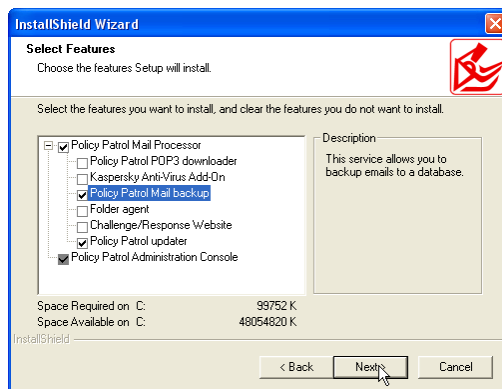 InstallShield Wizard
Select Features
Choose the features Setup will install.
Select the features you want to install, and clear the features you do not want to install.
Policy Patrol Mail Processor
Policy Patrol POP3 downloader
Kaspersky Anti-Virus Add-On
Policy Patrol Mail backup
Folder agent
Challenge/Response Website
Policy Patrol updater
Policy Patrol Administration Console
Description
This service allows you to
backup emails to a database.
Space Required on C: 99752 K
Space Available on C: 48054820 K
InstallShield
< Back
Next >
Cancel